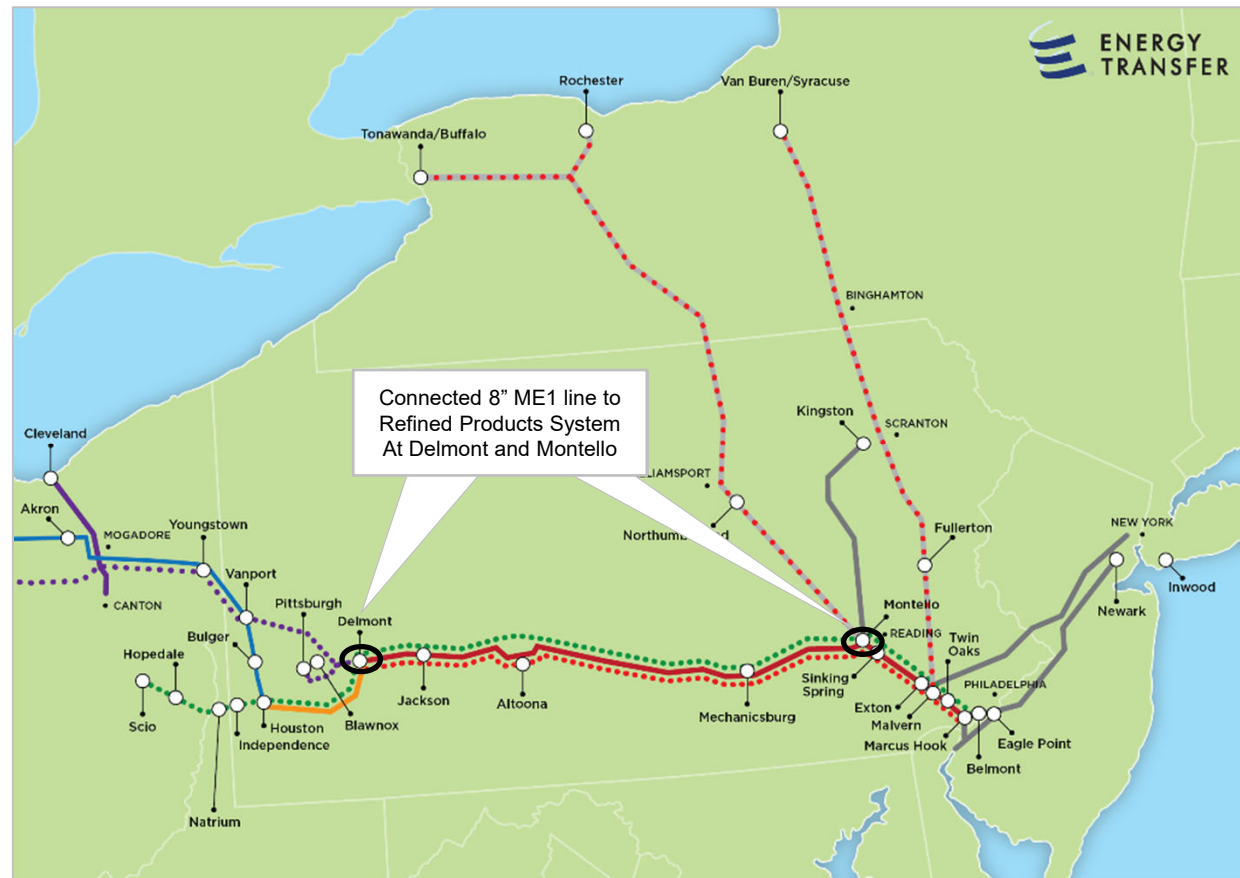 ENERGY
TRANSFER
Rochester
Van Buren/Syracuse
Tonawanda/Buffalo
BINGHAMTON
Connected 8” ME1 line to
Refined Products System
At Delmont and Montello
Kingston
SCRANTON
Cleveland
LLIAMSPORT
Akron
MOGADORE
Youngstown
Northumb
d
Fullerton
NEW YORK
Inwood
Newark
Vanport
CANTON
Pittsburgh
Delmont
Montello
READING
Twin
Oaks
Bulger
Hopedale
PHILADELPHIA
Sinking
Spring
Scio
Houston
Independence
Blawnox
Jackson
Altoona
Mechanicsburg
Exton
Malvern
Marcus Hook
Eagle Point
Belmont
Natrium